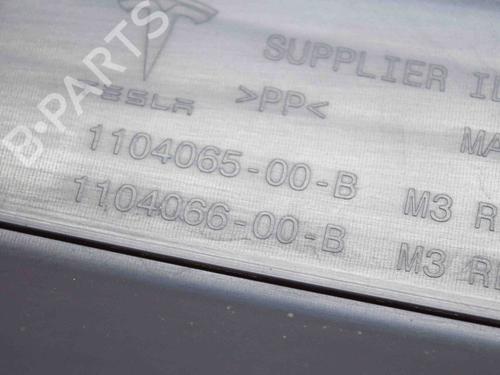 B-PARTS
SUPPLIER
TESLA >PP<
1104065-00-B M3
1104066-00-B M3